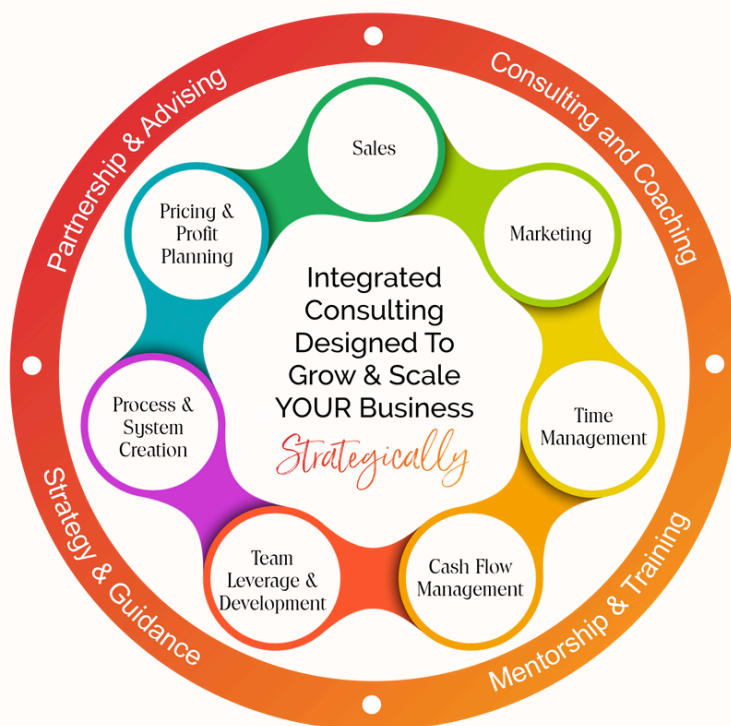 Partnership & Advising
Consulting and Coaching
Sales
Pricing &
Profit
Planning
Marketing
Integrated
Consulting
Designed To
Grow & Scale
YOUR Business
Strategically
Process &
System
Creation
Time
Management
Team
Leverage &
Development
Cash Flow
Management
Strategy & Guidance
Mentorship & Training